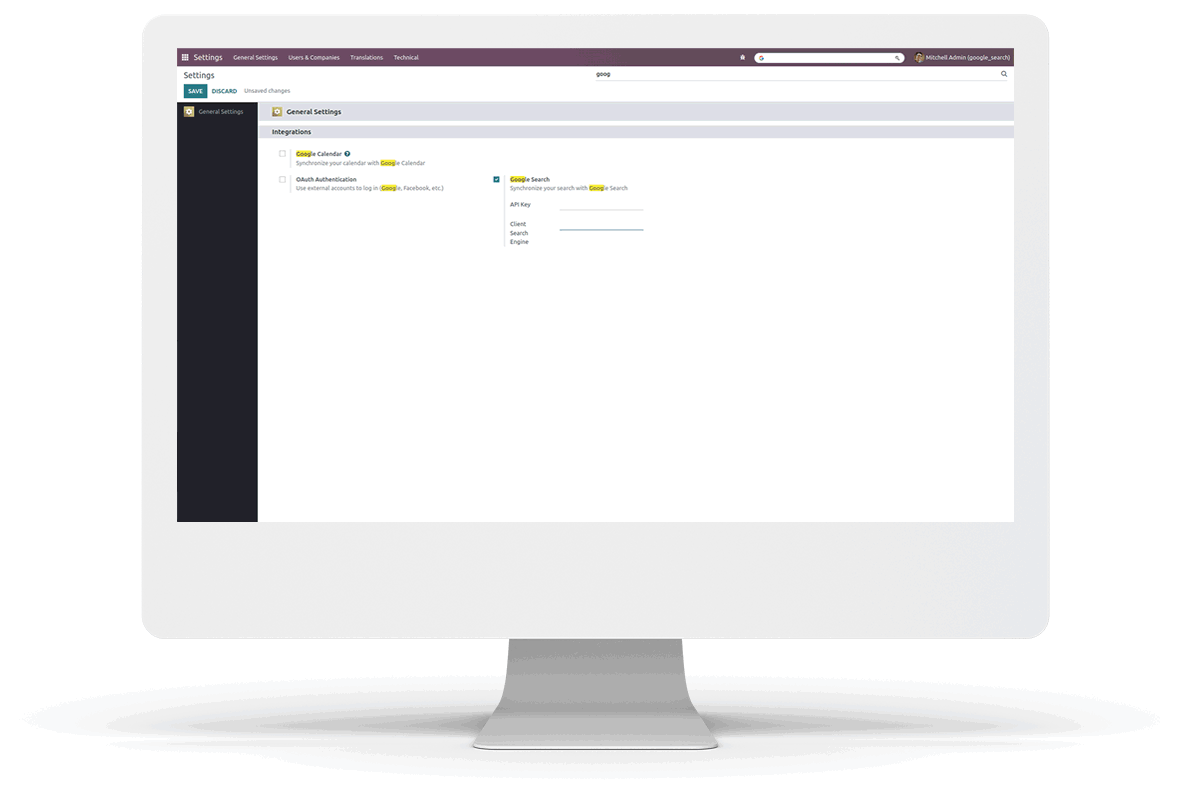 Settings General Settings Users & Companies Translations Technical G Mitchell Admin (google_search)
Settings goog
SAVE DISCARD Unsaved changes
General Settings General Settings
Integrations
Google Calendar ?
Synchronize your calendar with Google Calendar
OAuth Authentication
Use external accounts to log in (Google, Facebook, etc.)
Google Search
Synchronize your search with Google Search
API Key
Client
Search
Engine